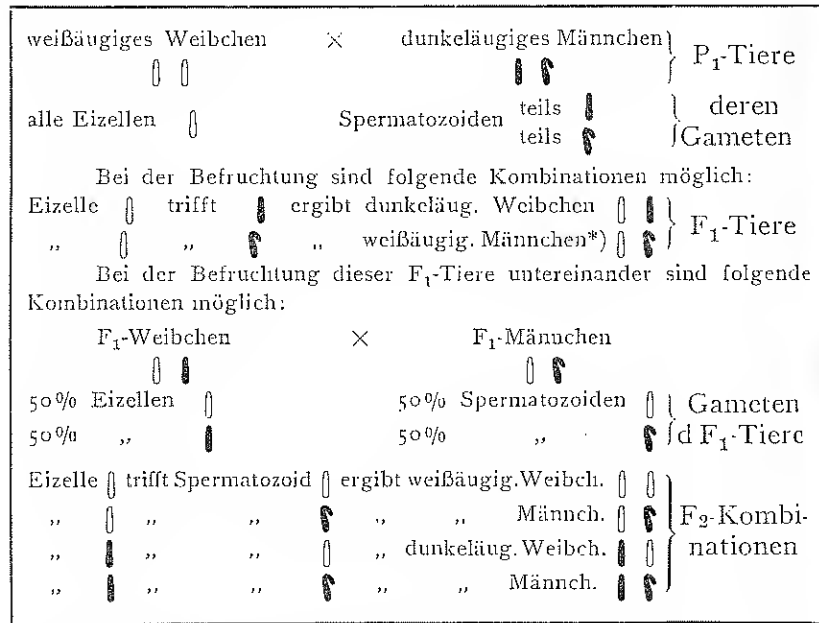 weißäugiges Weibchen × dunkeläugiges Männchen } P₁-Tiere
alle Eizellen Spermatozoiden teils } deren
teils Gameten
Bei der Befruchtung sind folgende Kombinationen möglich:
Eizelle trifft ergibt dunkeläug. Weibchen } F₁-Tiere
„ „ „ weißäugig. Männchen*)
Bei der Befruchtung dieser F₁-Tiere untereinander sind folgende
Kombinationen möglich:
F₁-Weibchen × F₁-Männchen
50% Eizellen 50% Spermatozoiden } Gameten
50% „ 50% „ d F₁-Tiere
Eizelle trifft Spermatozoid ergibt weißäugig. Weibch.
„ „ „ „ „ Männch. } F₂-Kombi-
„ „ „ „ dunkeläug. Weibch. nationen
„ „ „ „ „ Männch.